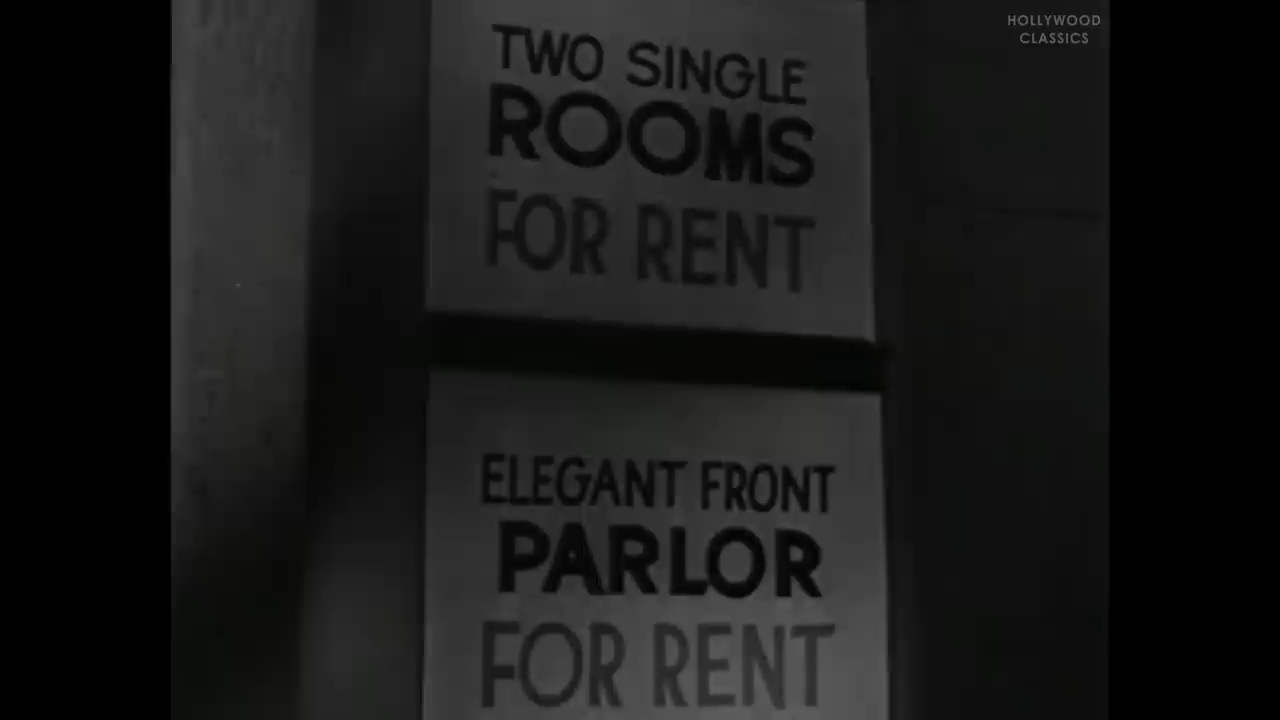 HOLLYWOOD
CLASSICS
TWO SINGLE
ROOMS
FOR RENT
ELEGANT FRONT
PARLOR
FOR RENT